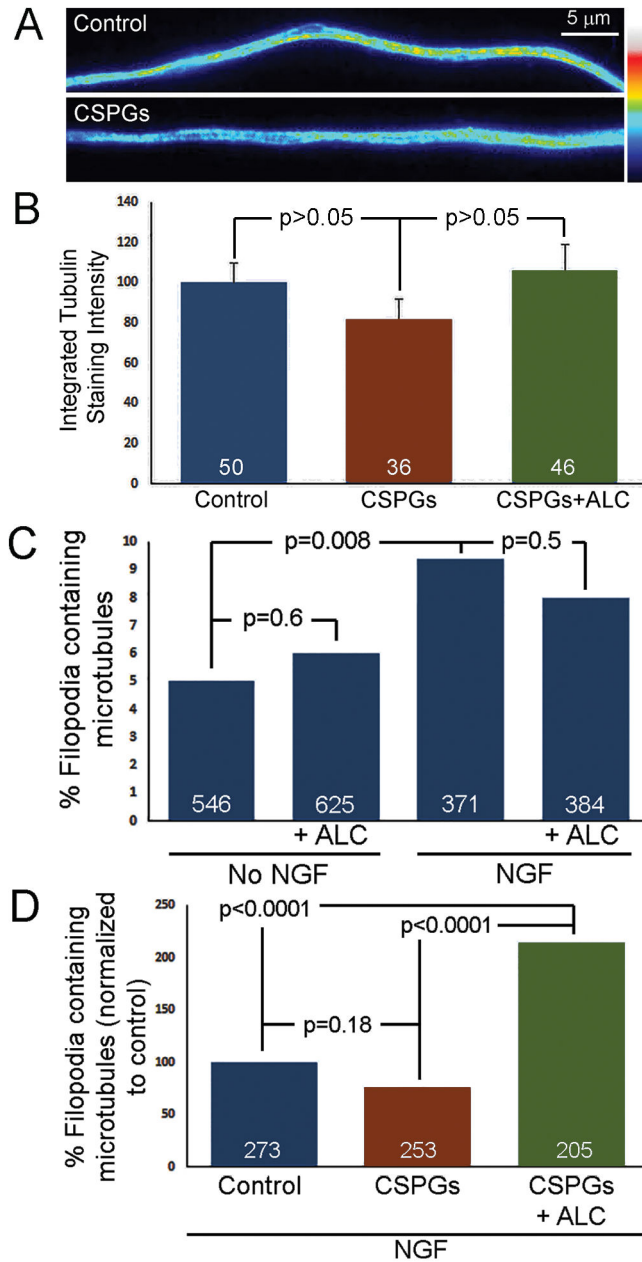 A
Control
5 μm
CSPGs
B
Integrated Tubulin
Staining Intensity
140
120
100
80
60
40
20
0
p>0.05
p>0.05
50
36
46
Control
CSPGs
CSPGs+ALC
C
% Filopodia containing
microtubules
10
9
8
7
6
5
4
3
2
1
0
p=0.008
p=0.5
p=0.6
546
625
371
384
+ ALC
+ ALC
No NGF
NGF
D
% Filopodia containing
microtubules (normalized
to control)
250
200
150
100
50
0
p<0.0001
p<0.0001
p=0.18
273
253
205
Control
CSPGs
CSPGs
+ ALC
NGF